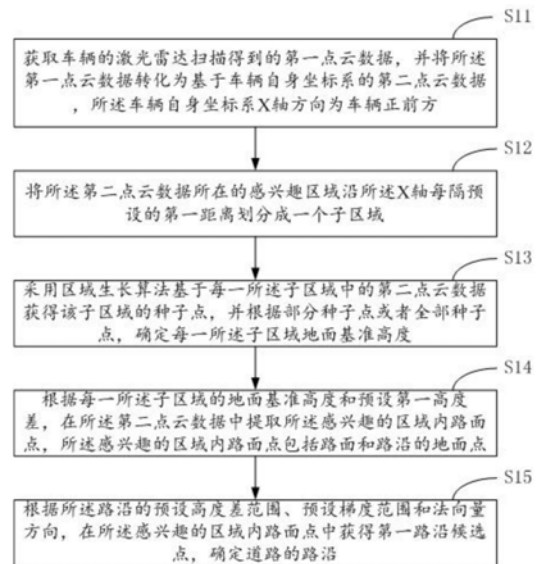 S11
获取车辆的激光雷达扫描得到的第一点云数据，并将所述
第一点云数据转化为基于车辆自身坐标系的第二点云数据
，所述车辆自身坐标系X轴方向为车辆正前方
S12
将所述第二点云数据所在的感兴趣区域沿所述X轴每隔预
设的第一距离划分成一个子区域
S13
采用区域生长算法基于每一所述子区域中的第二点云数据
获得该子区域的种子点，并根据部分种子点或者全部种子
点，确定每一所述子区域地面基准高度
S14
根据每一所述子区域的地面基准高度和预设第一高度
差，在所述第二点云数据中提取所述感兴趣的区域内路面
点，所述感兴趣的区域内路面点包括路面和路沿的地面点
S15
根据所述路沿的预设高度差范围、预设梯度范围和法向量
方向，在所述感兴趣的区域内路面点中获得第一路沿候选
点，确定道路的路沿